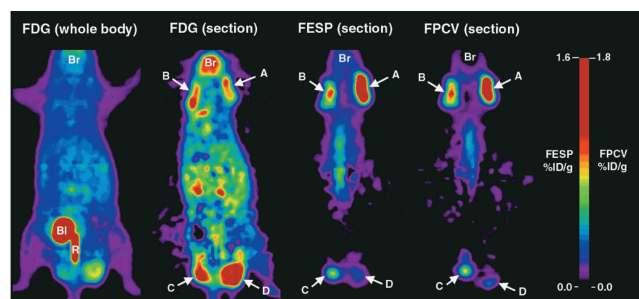 FDG (whole body)
FDG (section)
FESP (section)
FPCV (section)
Br
Br
Br
Br
B
A
B
A
B
A
1.6
1.8
FESP
%ID/g
FPCV
%ID/g
Bl
R
0.0
0.0
C
D
C
D
C
D